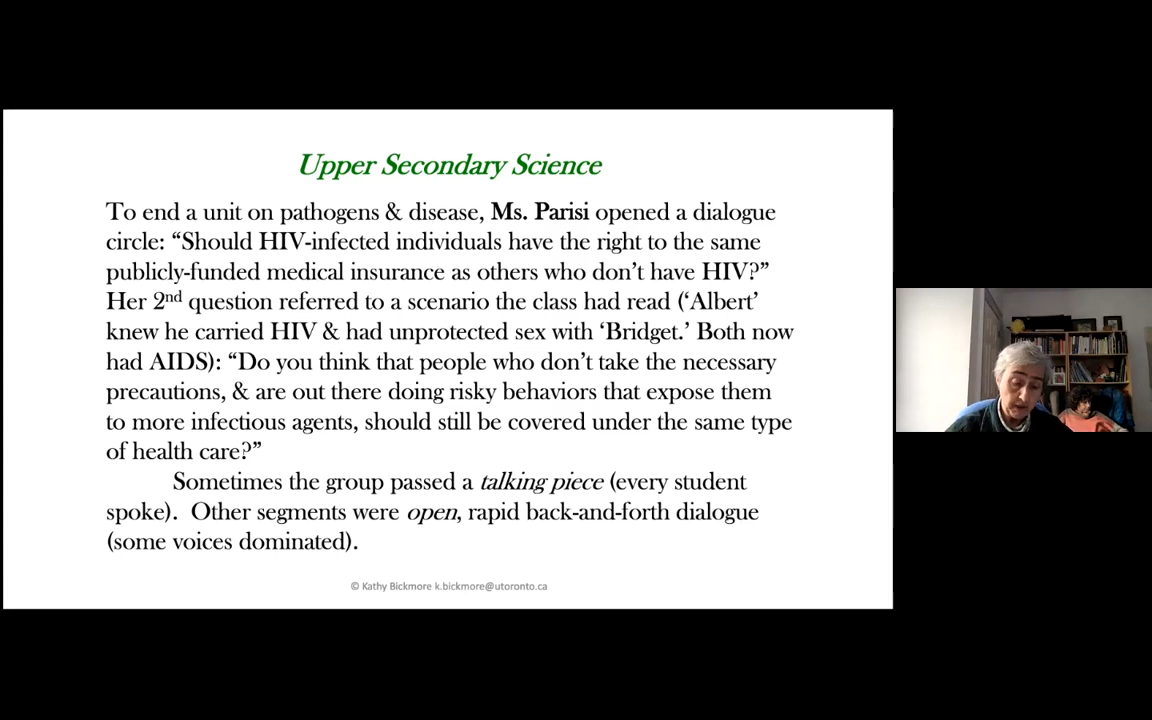 Upper Secondary Science
To end a unit on pathogens & disease, Ms. Parisi opened a dialogue
circle: “Should HIV-infected individuals have the right to the same
publicly-funded medical insurance as others who don’t have HIV?”
Her 2nd question referred to a scenario the class had read (‘Albert’
knew he carried HIV & had unprotected sex with ‘Bridget.’ Both now
had AIDS): “Do you think that people who don’t take the necessary
precautions, & are out there doing risky behaviors that expose them
to more infectious agents, should still be covered under the same type
of health care?”
Sometimes the group passed a talking piece (every student
spoke). Other segments were open, rapid back-and-forth dialogue
(some voices dominated).
© Kathy Bickmore k.bickmore@utoronto.ca